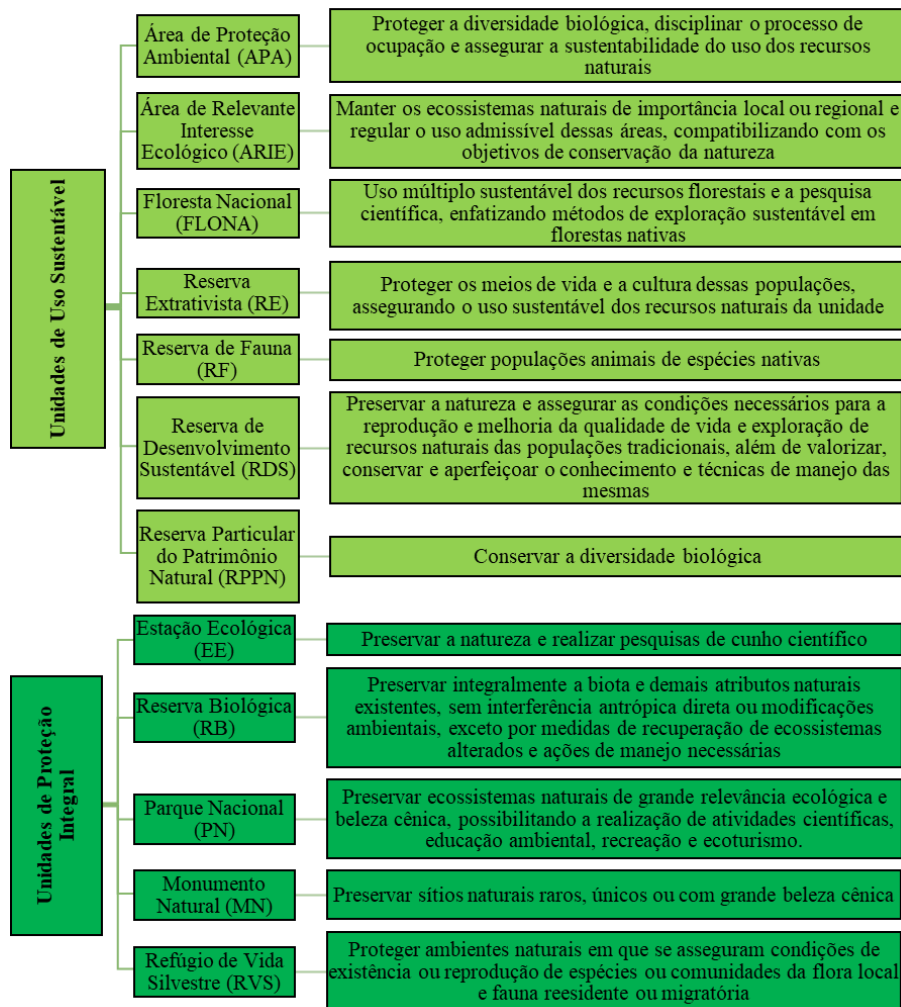 Unidades de Uso Sustentável
Área de Proteção
Ambiental (APA)
Proteger a diversidade biológica, disciplinar o processo de
ocupação e assegurar a sustentabilidade do uso dos recursos
naturais
Área de Relevante
Interesse
Ecológico (ARIE)
Manter os ecossistemas naturais de importância local ou regional e
regular o uso admissível dessas áreas, compatibilizando com os
objetivos de conservação da natureza
Floresta Nacional
(FLONA)
Uso múltiplo sustentável dos recursos florestais e a pesquisa
científica, enfatizando métodos de exploração sustentável em
florestas nativas
Reserva
Extrativista (RE)
Proteger os meios de vida e a cultura dessas populações,
assegurando o uso sustentável dos recursos naturais da unidade
Reserva de Fauna
(RF)
Proteger populações animais de espécies nativas
Reserva de
Desenvolvimento
Sustentável (RDS)
Preservar a natureza e assegurar as condições necessários para a
reprodução e melhoria da qualidade de vida e exploração de
recursos naturais das populações tradicionais, além de valorizar,
conservar e aperfeiçoar o conhecimento e técnicas de manejo das
mesmas
Reserva Particular
do Patrimônio
Natural (RPPN)
Conservar a diversidade biológica
Unidades de Proteção
Integral
Estação Ecológica
(EE)
Preservar a natureza e realizar pesquisas de cunho científico
Reserva Biológica
(RB)
Preservar integralmente a biota e demais atributos naturais
existentes, sem interferência antrópica direta ou modificações
ambientais, exceto por medidas de recuperação de ecossistemas
alterados e ações de manejo necessárias
Parque Nacional
(PN)
Preservar ecossistemas naturais de grande relevância ecológica e
beleza cênica, possibilitando a realização de atividades científicas,
educação ambiental, recreação e ecoturismo.
Monumento
Natural (MN)
Preservar sítios naturais raros, únicos ou com grande beleza cênica
Refúgio de Vida
Silvestre (RVS)
Proteger ambientes naturais em que se asseguram condições de
existência ou reprodução de espécies ou comunidades da flora local
e fauna reesidente ou migratória